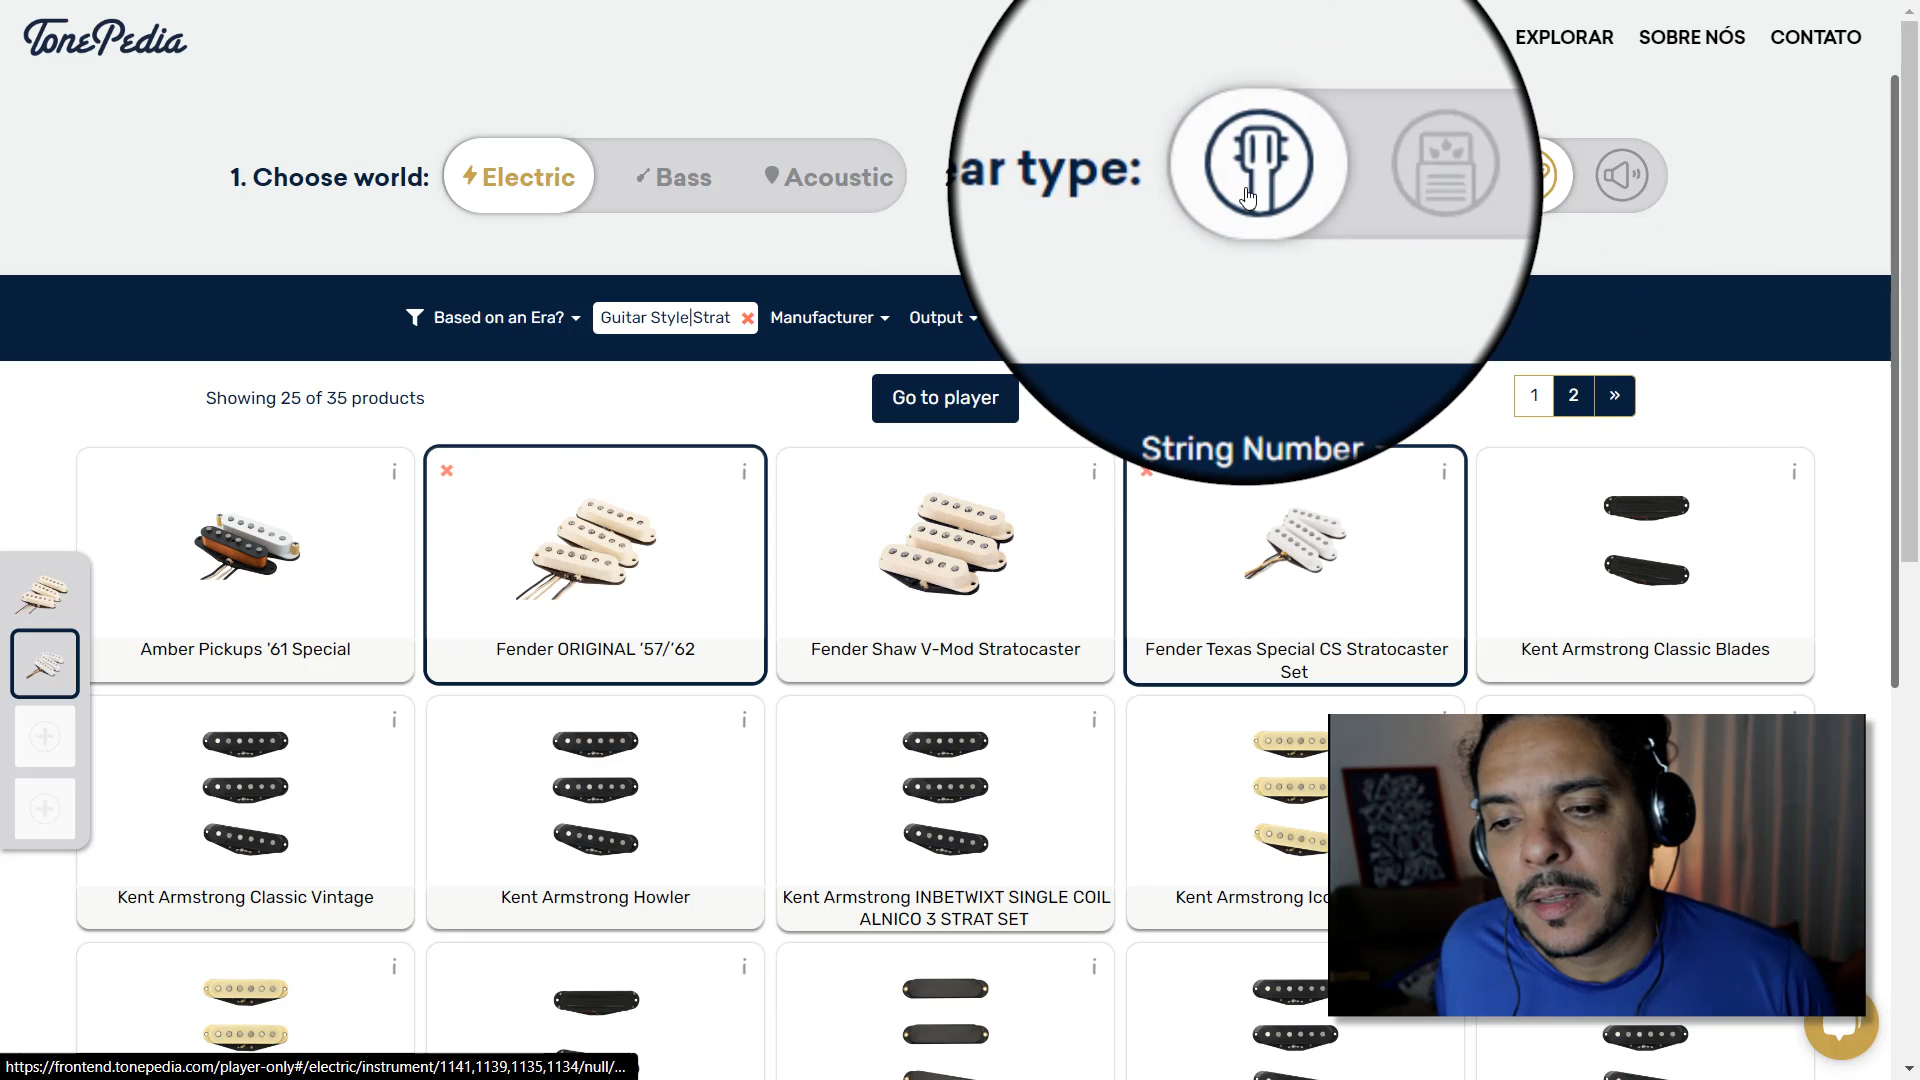 TonePedia
EXPLORAR SOBRE NÓS CONTATO
1. Choose world: Electric Bass Acoustic
ar type:
Based on an Era? Guitar Style|Strat Manufacturer Output
String Number
Showing 25 of 35 products
Go to player
1 2 »
Amber Pickups '61 Special
Fender ORIGINAL ’57/’62
Fender Shaw V-Mod Stratocaster
Fender Texas Special CS Stratocaster
Set
Kent Armstrong Classic Blades
Kent Armstrong Classic Vintage
Kent Armstrong Howler
Kent Armstrong INBETWIXT SINGLE COIL
ALNICO 3 STRAT SET
Kent Armstrong Ico
https://frontend.tonepedia.com/player-only#/electric/instrument/1141,1139,1135,1134/null/...